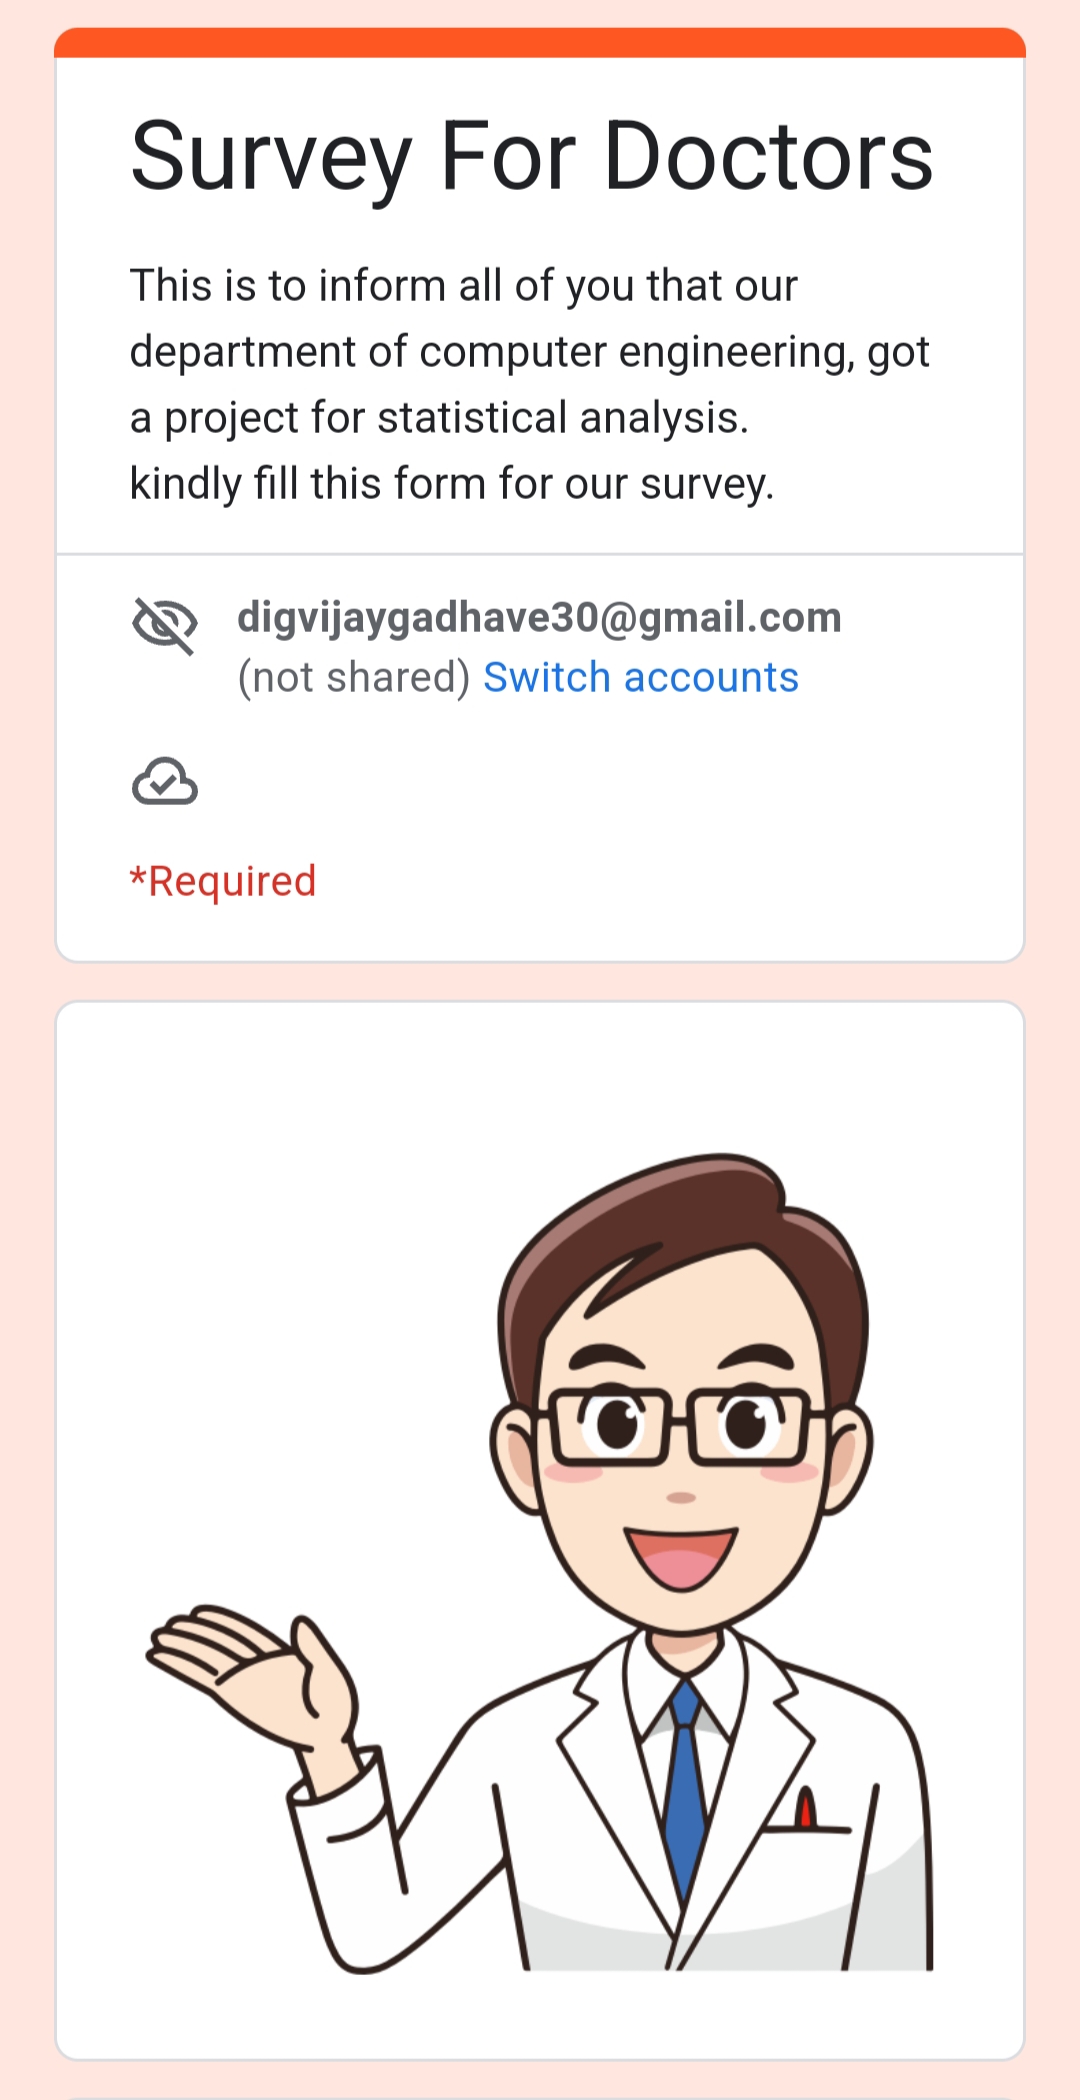 Survey For Doctors
This is to inform all of you that our
department of computer engineering, got
a project for statistical analysis.
kindly fill this form for our survey.
digvijaygadhave30@gmail.com
(not shared) Switch accounts
*Required